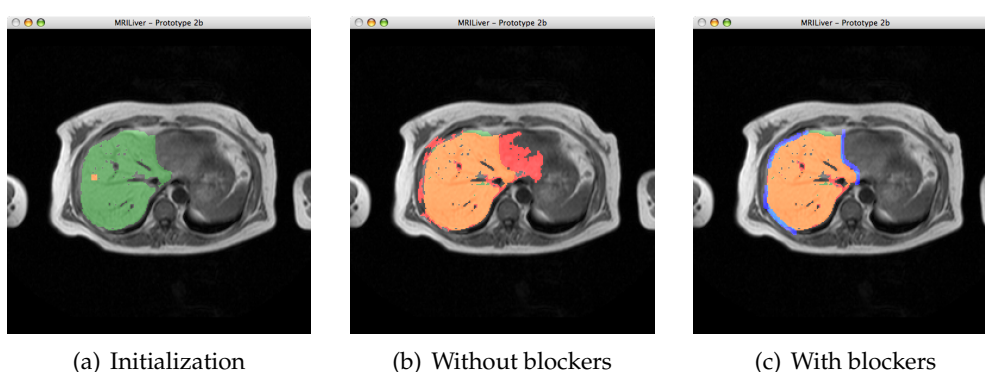 MRILiver – Prototype 2b
MRILiver – Prototype 2b
MRILiver – Prototype 2b
(a) Initialization
(b) Without blockers
(c) With blockers